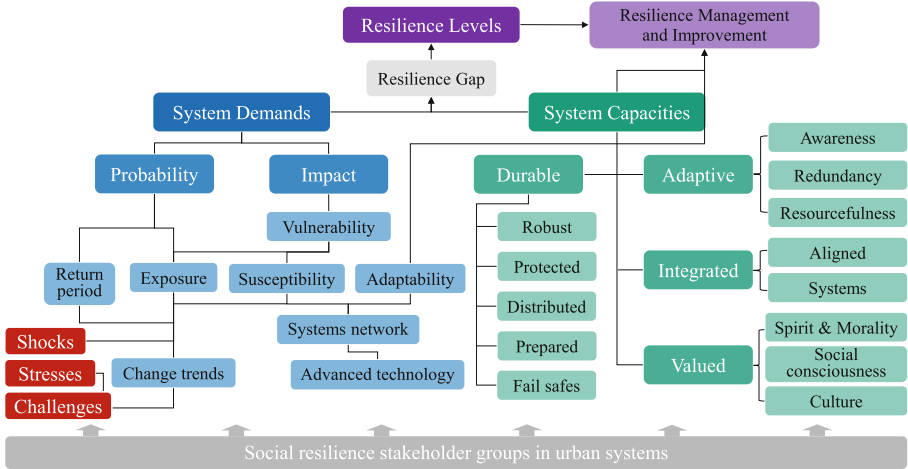 Resilience Levels
Resilience Management
and Improvement
Resilience Gap
System Demands
System Capacities
Probability
Impact
Durable
Adaptive
Awareness
Redundancy
Resourcefulness
Vulnerability
Robust
Return
period
Exposure
Susceptibility
Adaptability
Protected
Integrated
Aligned
Systems
Distributed
Systems network
Shocks
Prepared
Spirit & Morality
Stresses
Change trends
Advanced technology
Fail safes
Valued
Social
consciousness
Challenges
Culture
Social resilience stakeholder groups in urban systems